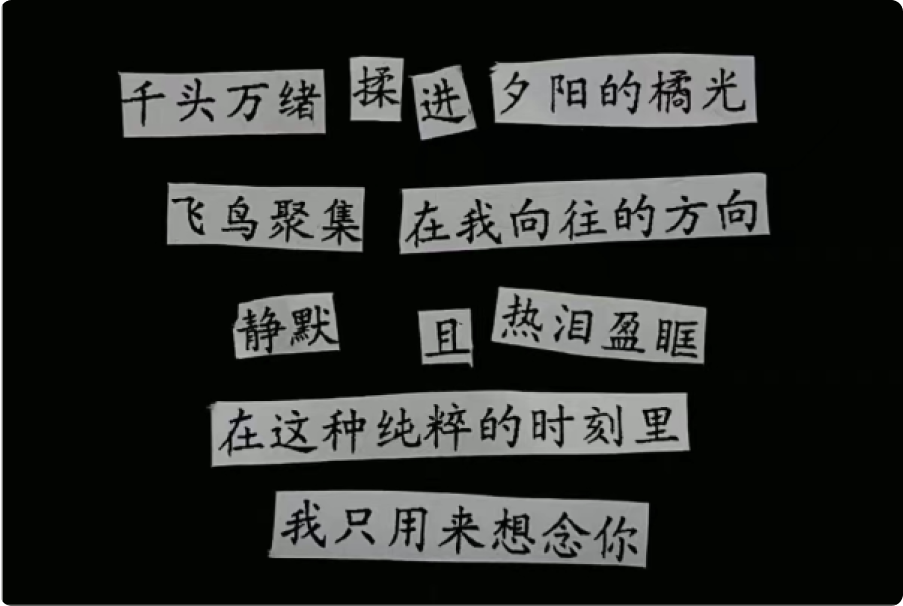 千头万绪 揉 进 夕阳的橘光
飞鸟聚集 在我向往的方向
静默 且 热泪盈眶
在这种纯粹的时刻里
我只用来想念你